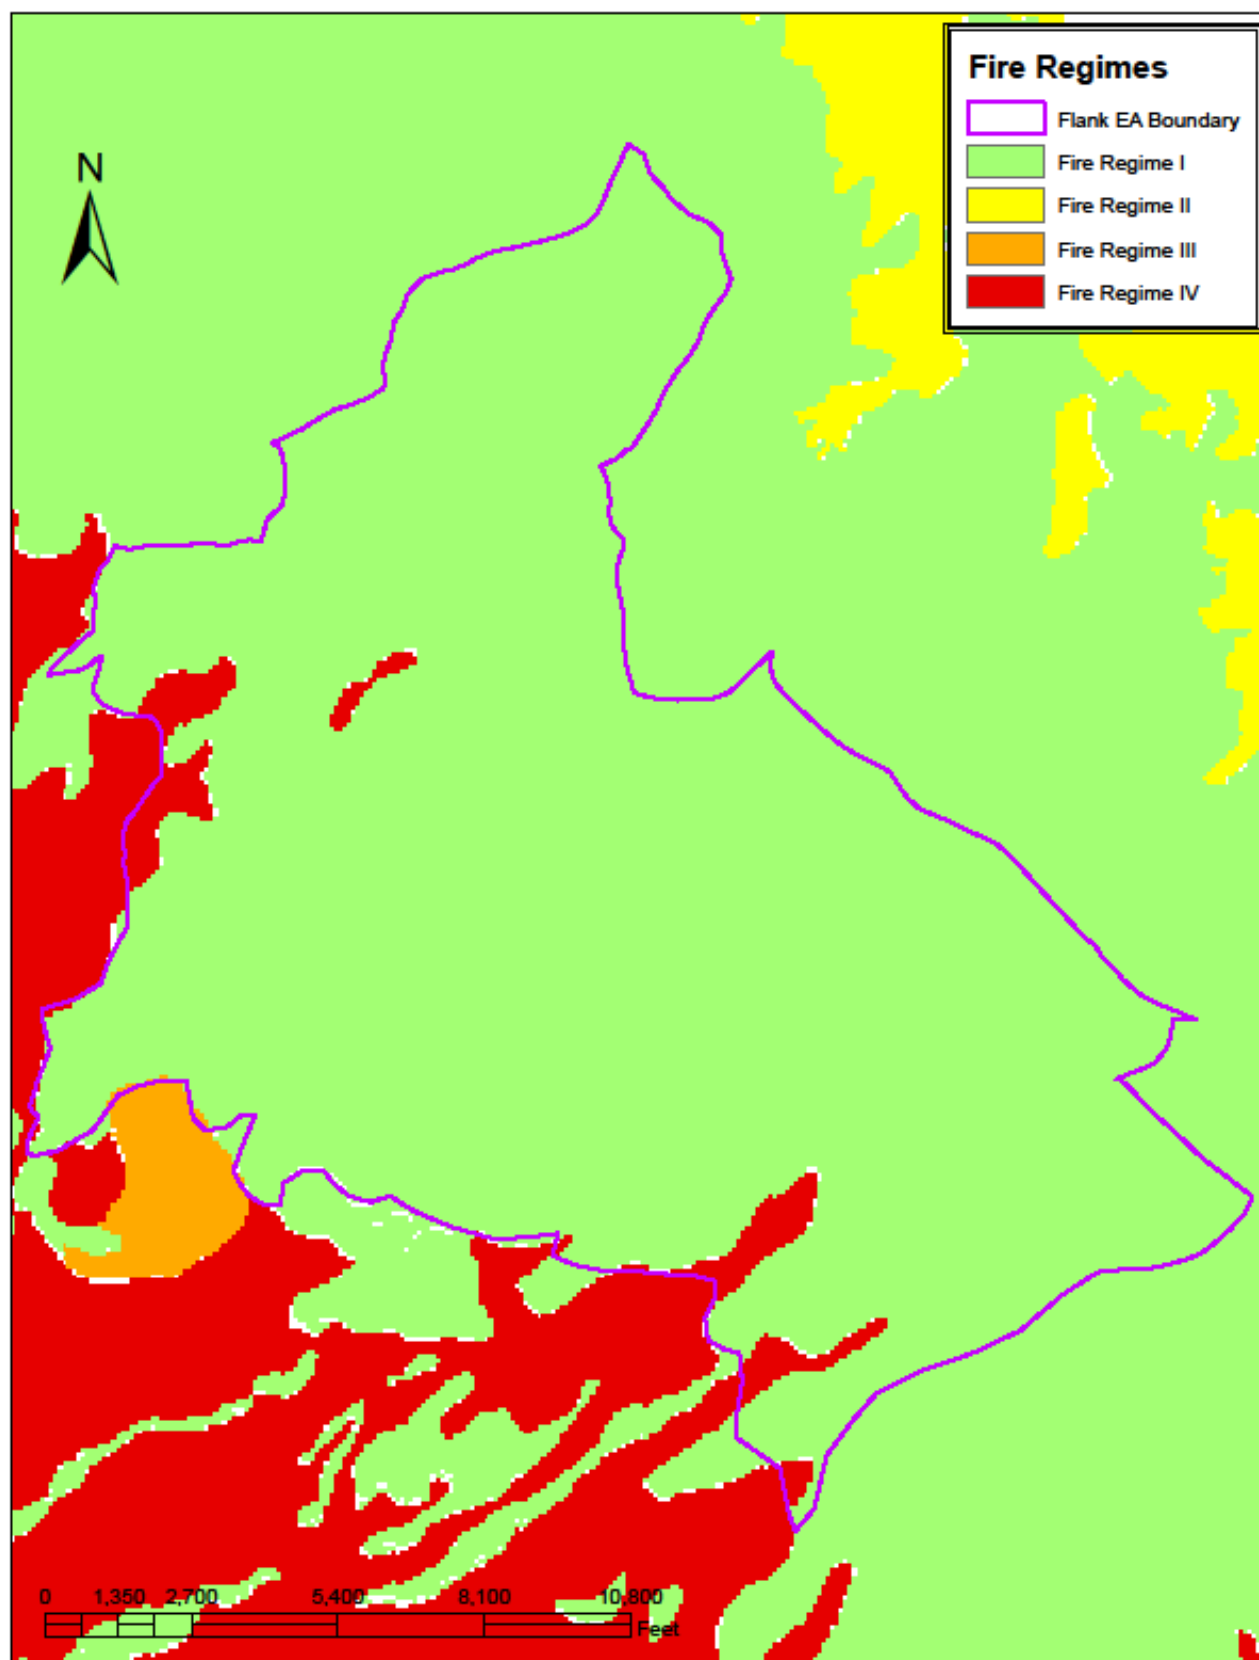 Fire Regimes
Flank EA Boundary
Fire Regime I
Fire Regime II
Fire Regime III
Fire Regime IV
N
0 1,350 2,700 5,400 8,100 10,800
Feet